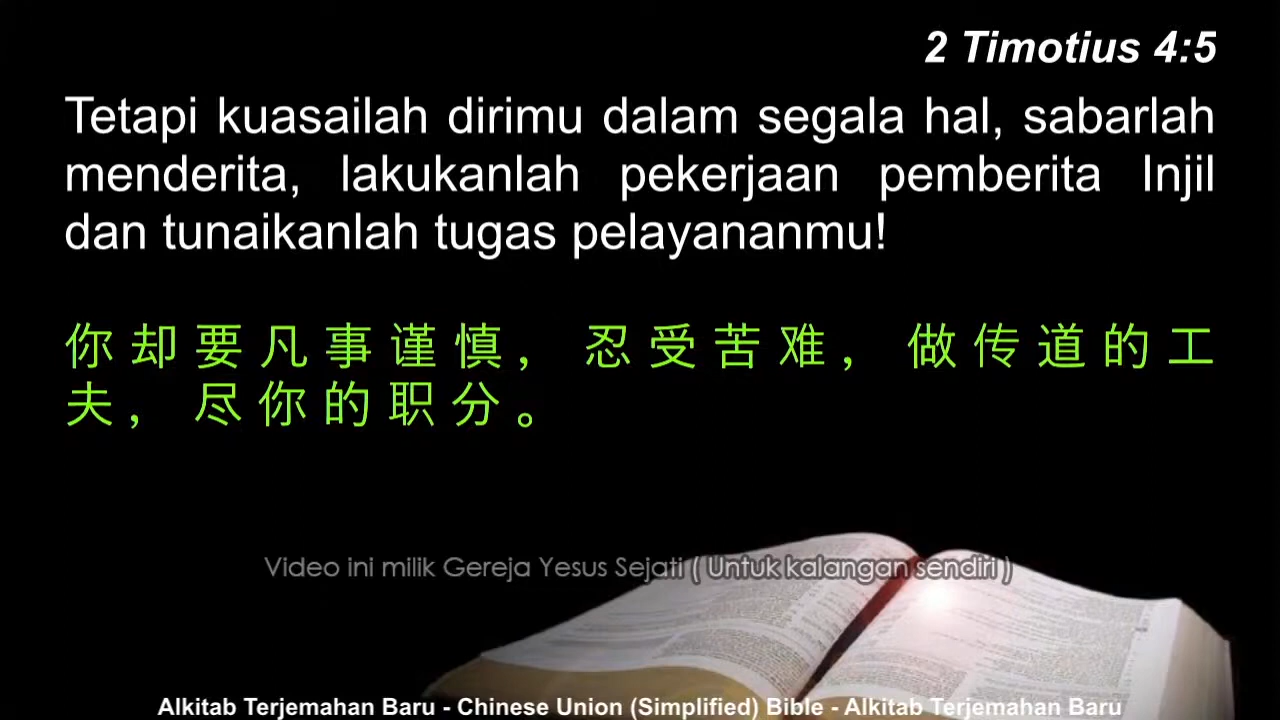 2 Timotius 4:5
Tetapi kuasailah dirimu dalam segala hal, sabarlah
menderita, lakukanlah pekerjaan pemberita Injil
dan tunaikanlah tugas pelayananmu!
你却要凡事谨慎， 忍受苦难， 做传道的工
夫， 尽你的职分。
Video ini milik Gereja Yesus Sejati ( Untuk kalangan sendiri )
Alkitab Terjemahan Baru - Chinese Union (Simplified) Bible - Alkitab Terjemahan Baru